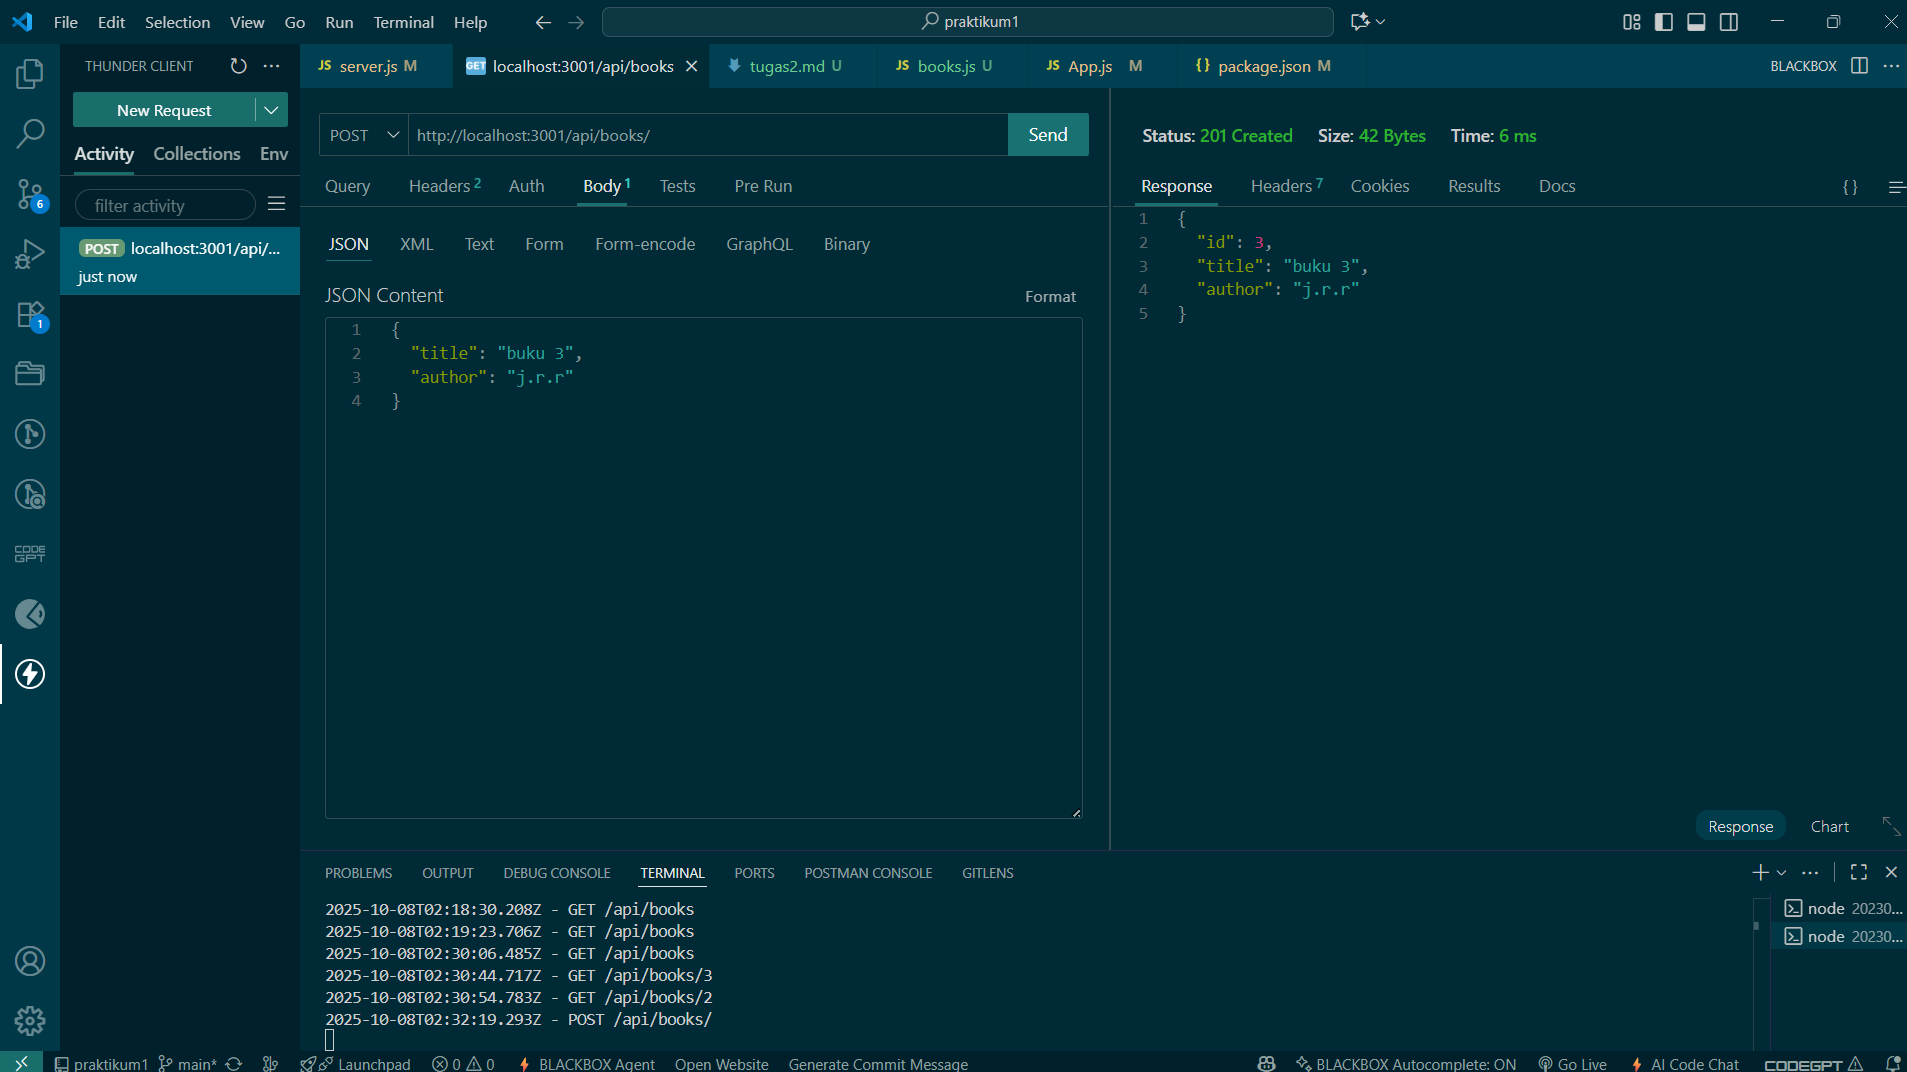 File Edit Selection View Go Run Terminal Help
praktikum1
THUNDER CLIENT
JS server.js M
GET localhost:3001/api/books
tugas2.md U
JS books.js U
JS App.js M
{} package.json M
BLACKBOX
New Request
Activity Collections Env
filter activity
POST localhost:3001/api/...
just now
6
1
CODE
GPT
POST
http://localhost:3001/api/books/
Send
Query Headers 2 Auth Body 1 Tests Pre Run
JSON XML Text Form Form-encode GraphQL Binary
JSON Content
Format
1 {
2 "title": "buku 3",
3 "author": "j.r.r"
4 }
Status: 201 Created Size: 42 Bytes Time: 6 ms
Response Headers 7 Cookies Results Docs
{ }
1 {
2 "id": 3,
3 "title": "buku 3",
4 "author": "j.r.r"
5 }
Response Chart
PROBLEMS OUTPUT DEBUG CONSOLE TERMINAL PORTS POSTMAN CONSOLE GITLENS
2025-10-08T02:18:30.208Z - GET /api/books
2025-10-08T02:19:23.706Z - GET /api/books
2025-10-08T02:30:06.485Z - GET /api/books
2025-10-08T02:30:44.717Z - GET /api/books/3
2025-10-08T02:30:54.783Z - GET /api/books/2
2025-10-08T02:32:19.293Z - POST /api/books/
node 20230...
node 20230...
praktikum1 main* Launchpad 0 0 BLACKBOX Agent Open Website Generate Commit Message BLACKBOX Autocomplete: ON Go Live AI Code Chat CODEGPT